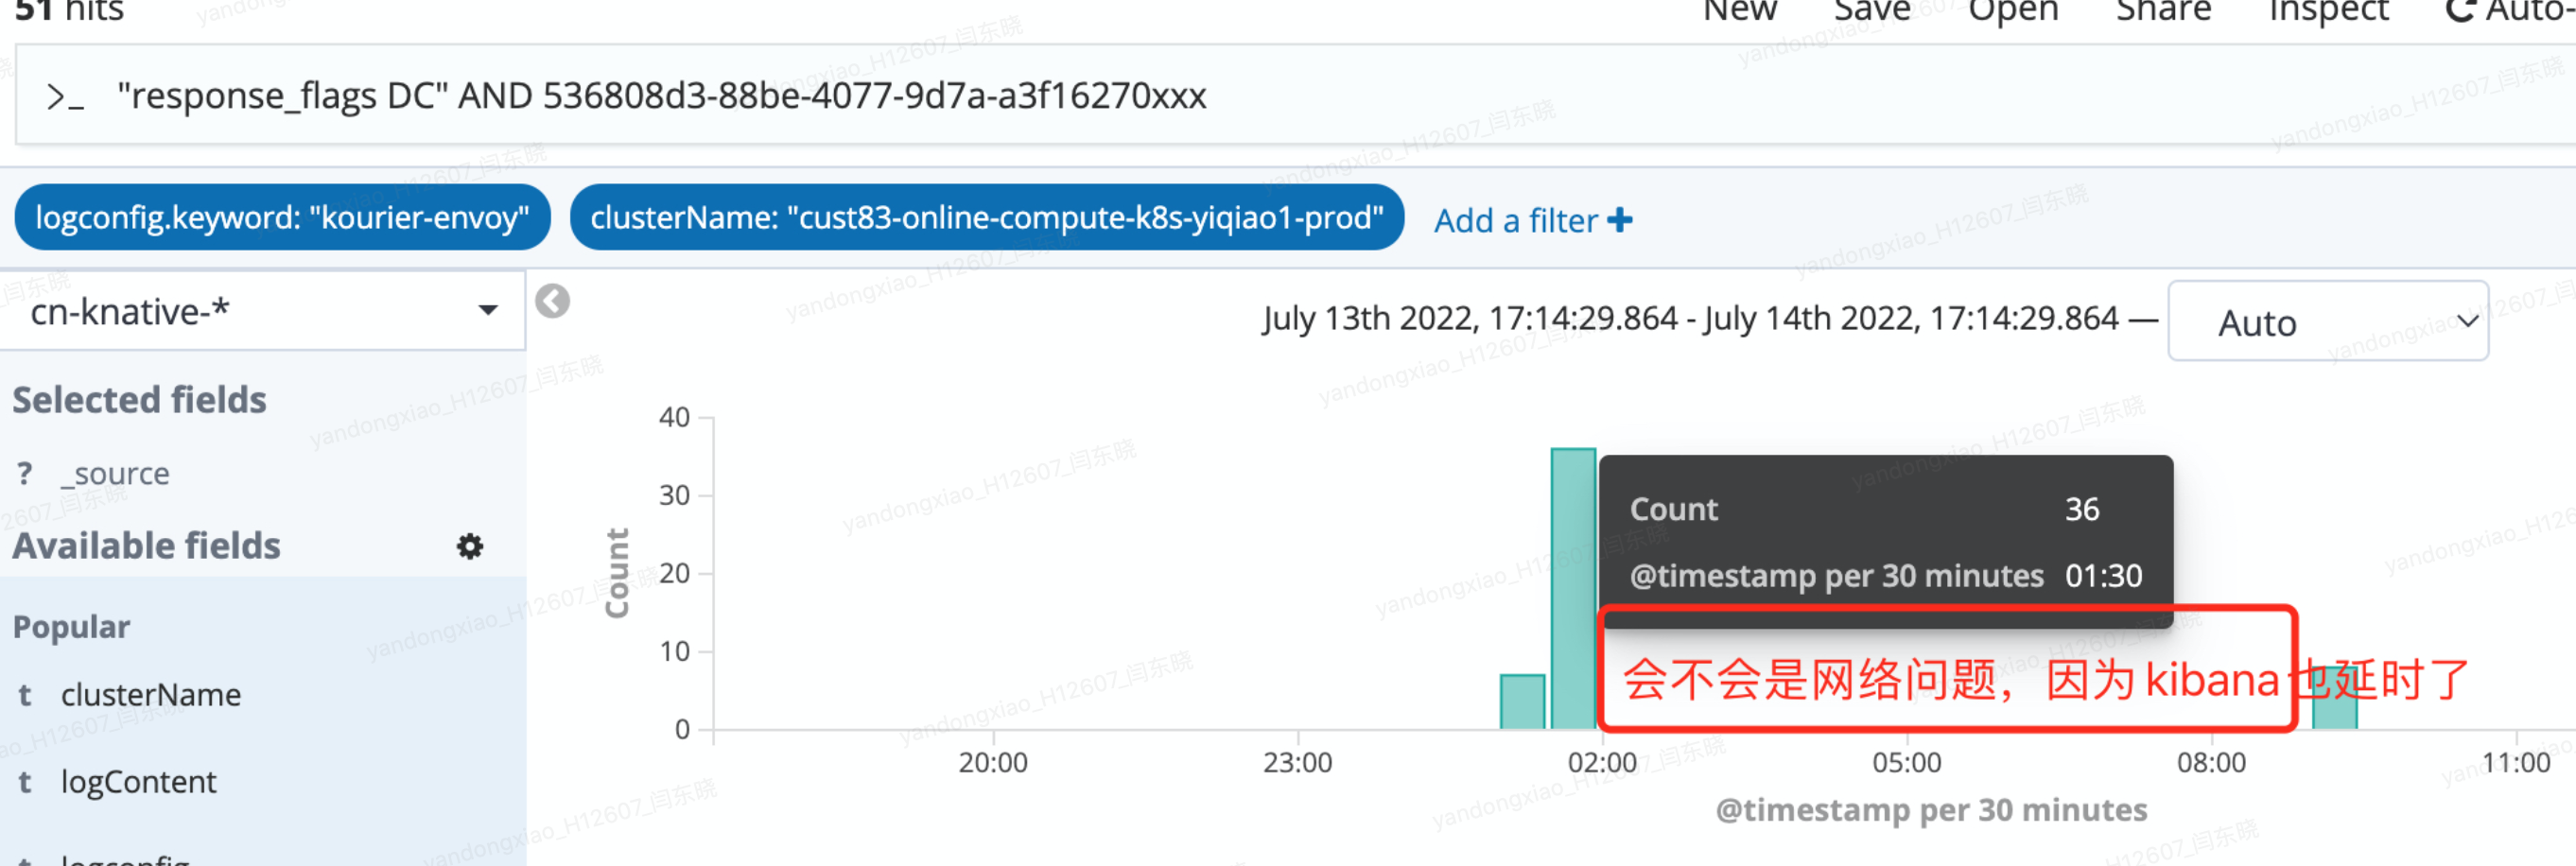 51 hits
New Save Open Share Inspect Auto-
>_ "response_flags DC" AND 536808d3-88be-4077-9d7a-a3f16270xxx
logconfig.keyword: "kourier-envoy" clusterName: "cust83-online-compute-k8s-yiqiao1-prod" Add a filter +
cn-knative-*
July 13th 2022, 17:14:29.864 - July 14th 2022, 17:14:29.864 — Auto
Selected fields
? _source
Available fields
Popular
t clusterName
t logContent
t logconfig
Count
40
30
20
10
0
Count 36
@timestamp per 30 minutes 01:30
会不会是网络问题，因为kibana也延时了
20:00 23:00 02:00 05:00 08:00 11:00
@timestamp per 30 minutes
yandongxiao_H12607_闫东晓